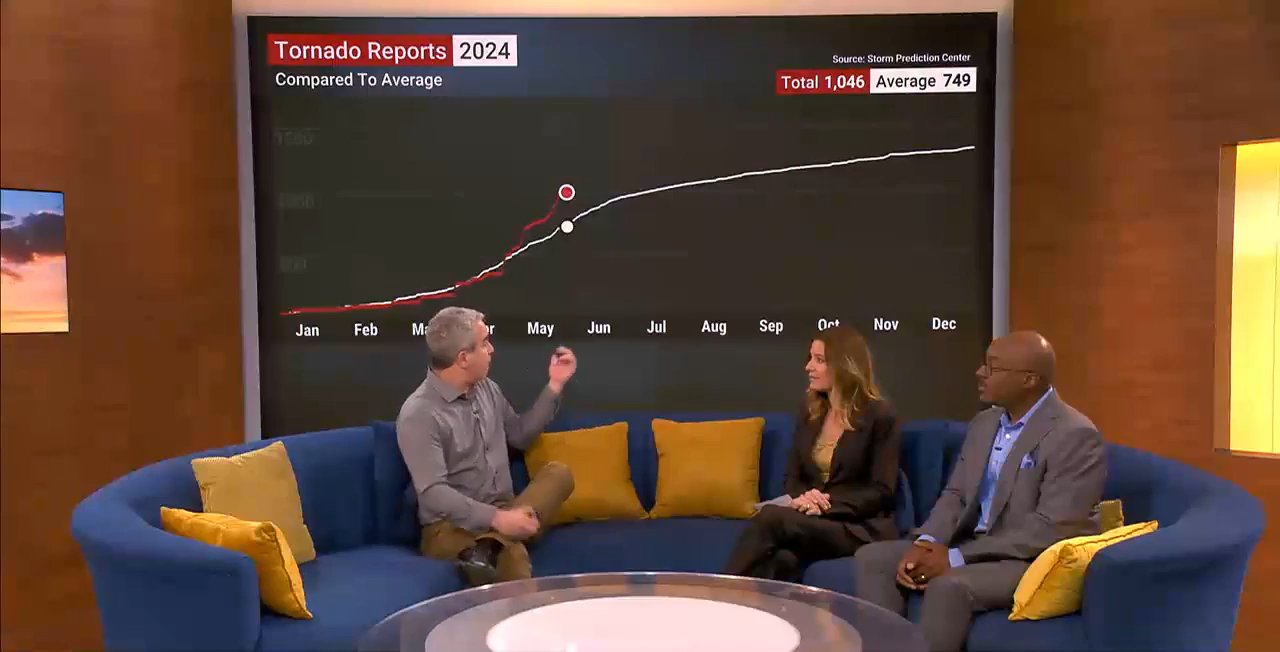 Tornado Reports 2024
Compared To Average
Source: Storm Prediction Center
Total 1,046 Average 749
Jan Feb May Jun Jul Aug Sep Oct Nov Dec